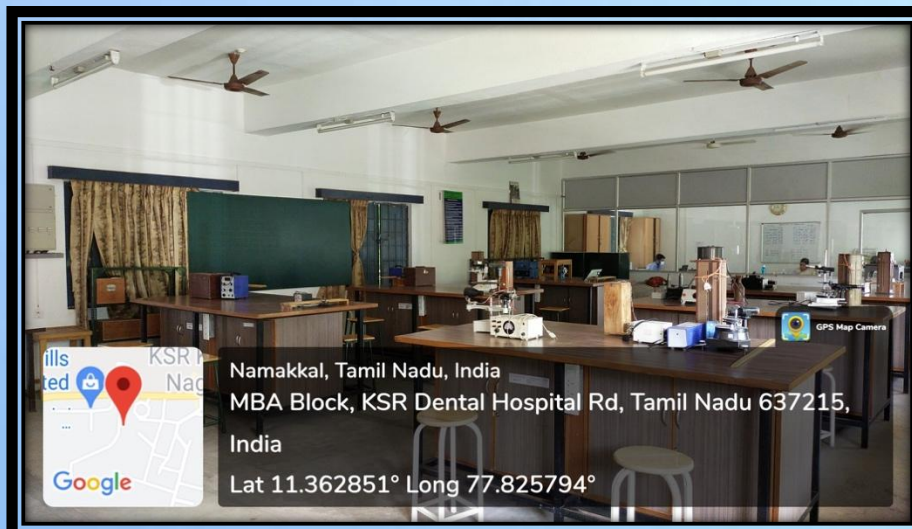 GPS Map Camera
ills
KSR
ted
Nag
Google
Namakkal, Tamil Nadu, India
MBA Block, KSR Dental Hospital Rd, Tamil Nadu 637215,
India
Lat 11.362851° Long 77.825794°